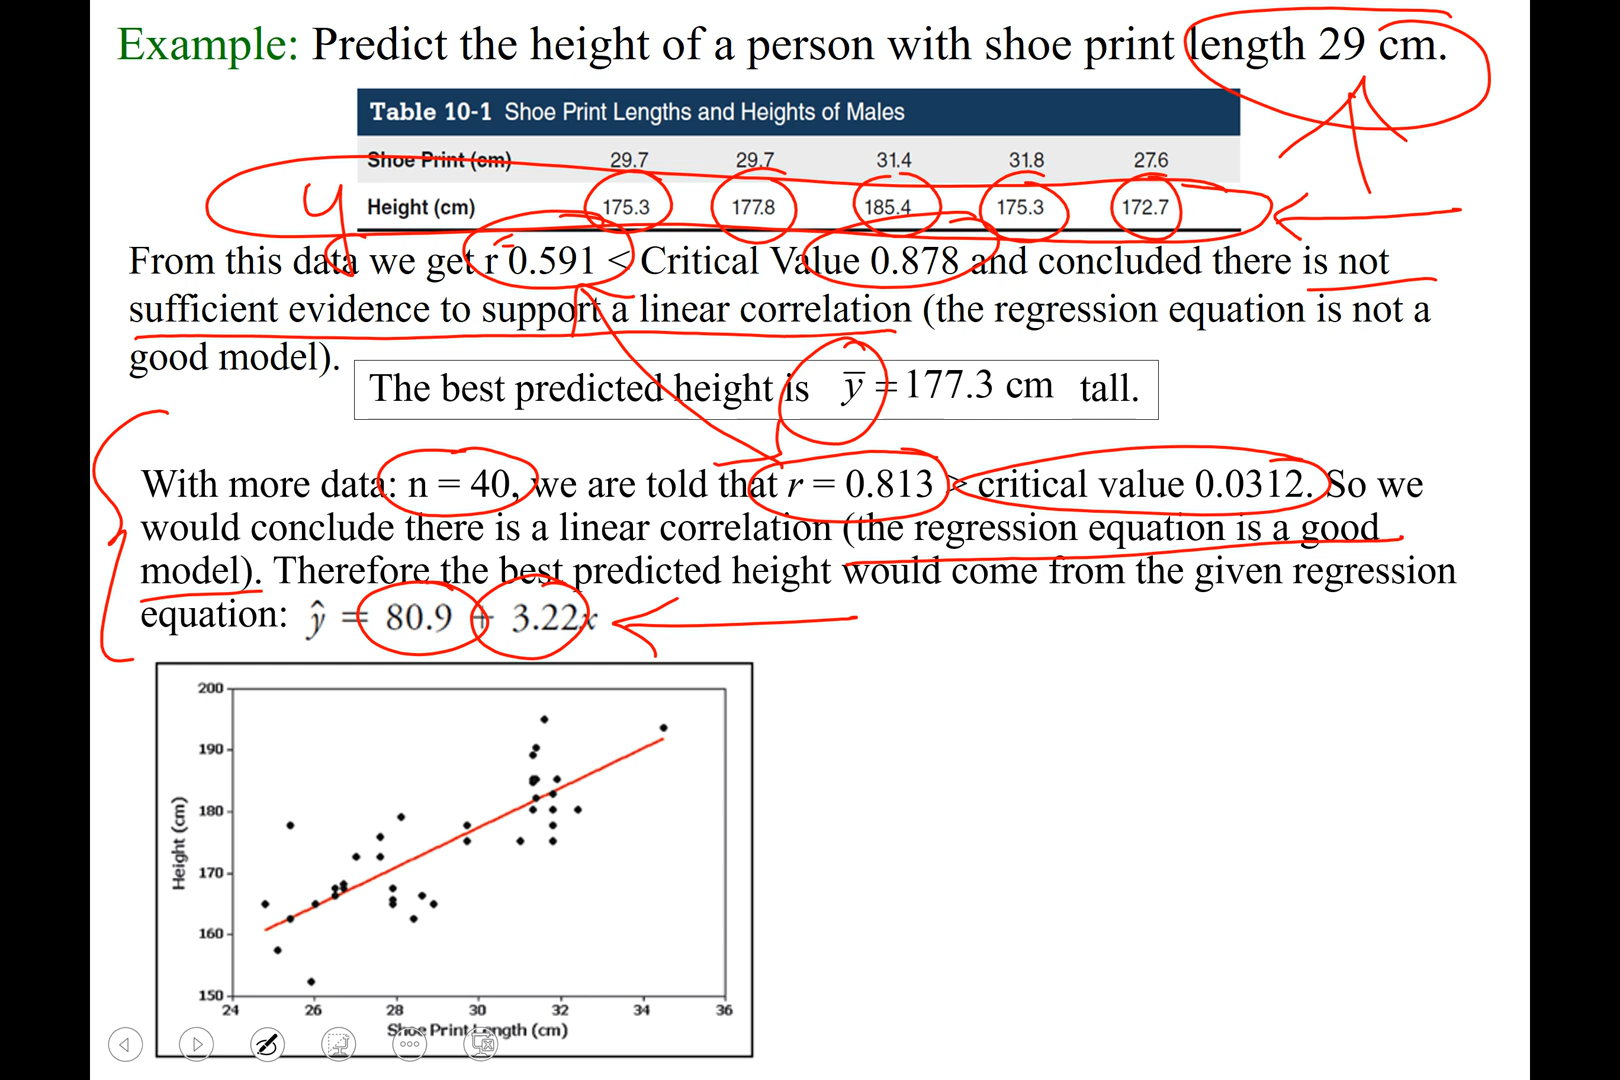 Example: Predict the height of a person with shoe print length 29 cm.
Table 10-1 Shoe Print Lengths and Heights of Males
Shoe Print (cm) 29.7 29.7 31.4 31.8 27.6
y
Height (cm) 175.3 177.8 185.4 175.3 172.7
From this data we get r 0.591 < Critical Value 0.878 and concluded there is not
sufficient evidence to support a linear correlation (the regression equation is not a
good model).
The best predicted height is y̅ = 177.3 cm tall.
With more data: n = 40, we are told that r = 0.813 > critical value 0.0312. So we
would conclude there is a linear correlation (the regression equation is a good
model). Therefore the best predicted height would come from the given regression
equation: ŷ = 80.9 + 3.22x
200
190
180
170
160
150
Height (cm)
24 26 28 30 32 34 36
Shoe Print Length (cm)